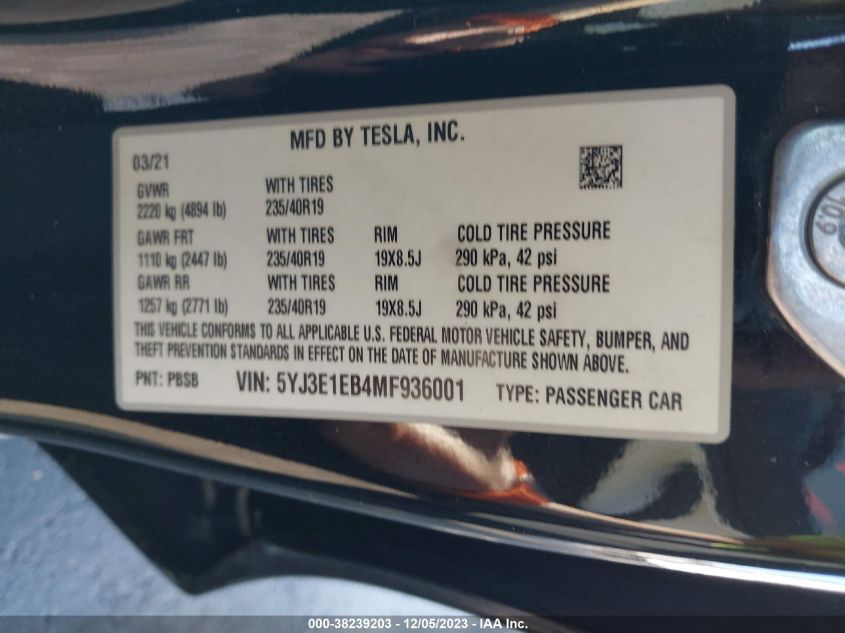 MFD BY TESLA, INC.
03/21
GVWR WITH TIRES
2220 kg (4894 lb) 235/40R19
GAWR FRT WITH TIRES RIM COLD TIRE PRESSURE
1110 kg (2447 lb) 235/40R19 19X8.5J 290 kPa, 42 psi
GAWR RR WITH TIRES RIM COLD TIRE PRESSURE
1257 kg (2771 lb) 235/40R19 19X8.5J 290 kPa, 42 psi
THIS VEHICLE CONFORMS TO ALL APPLICABLE U.S. FEDERAL MOTOR VEHICLE SAFETY, BUMPER, AND
THEFT PREVENTION STANDARDS IN EFFECT ON THE DATE OF MANUFACTURE SHOWN ABOVE.
PNT: PBSB VIN: 5YJ3E1EB4MF936001 TYPE: PASSENGER CAR
10.9
000-38239203 - 12/05/2023 - IAA Inc.